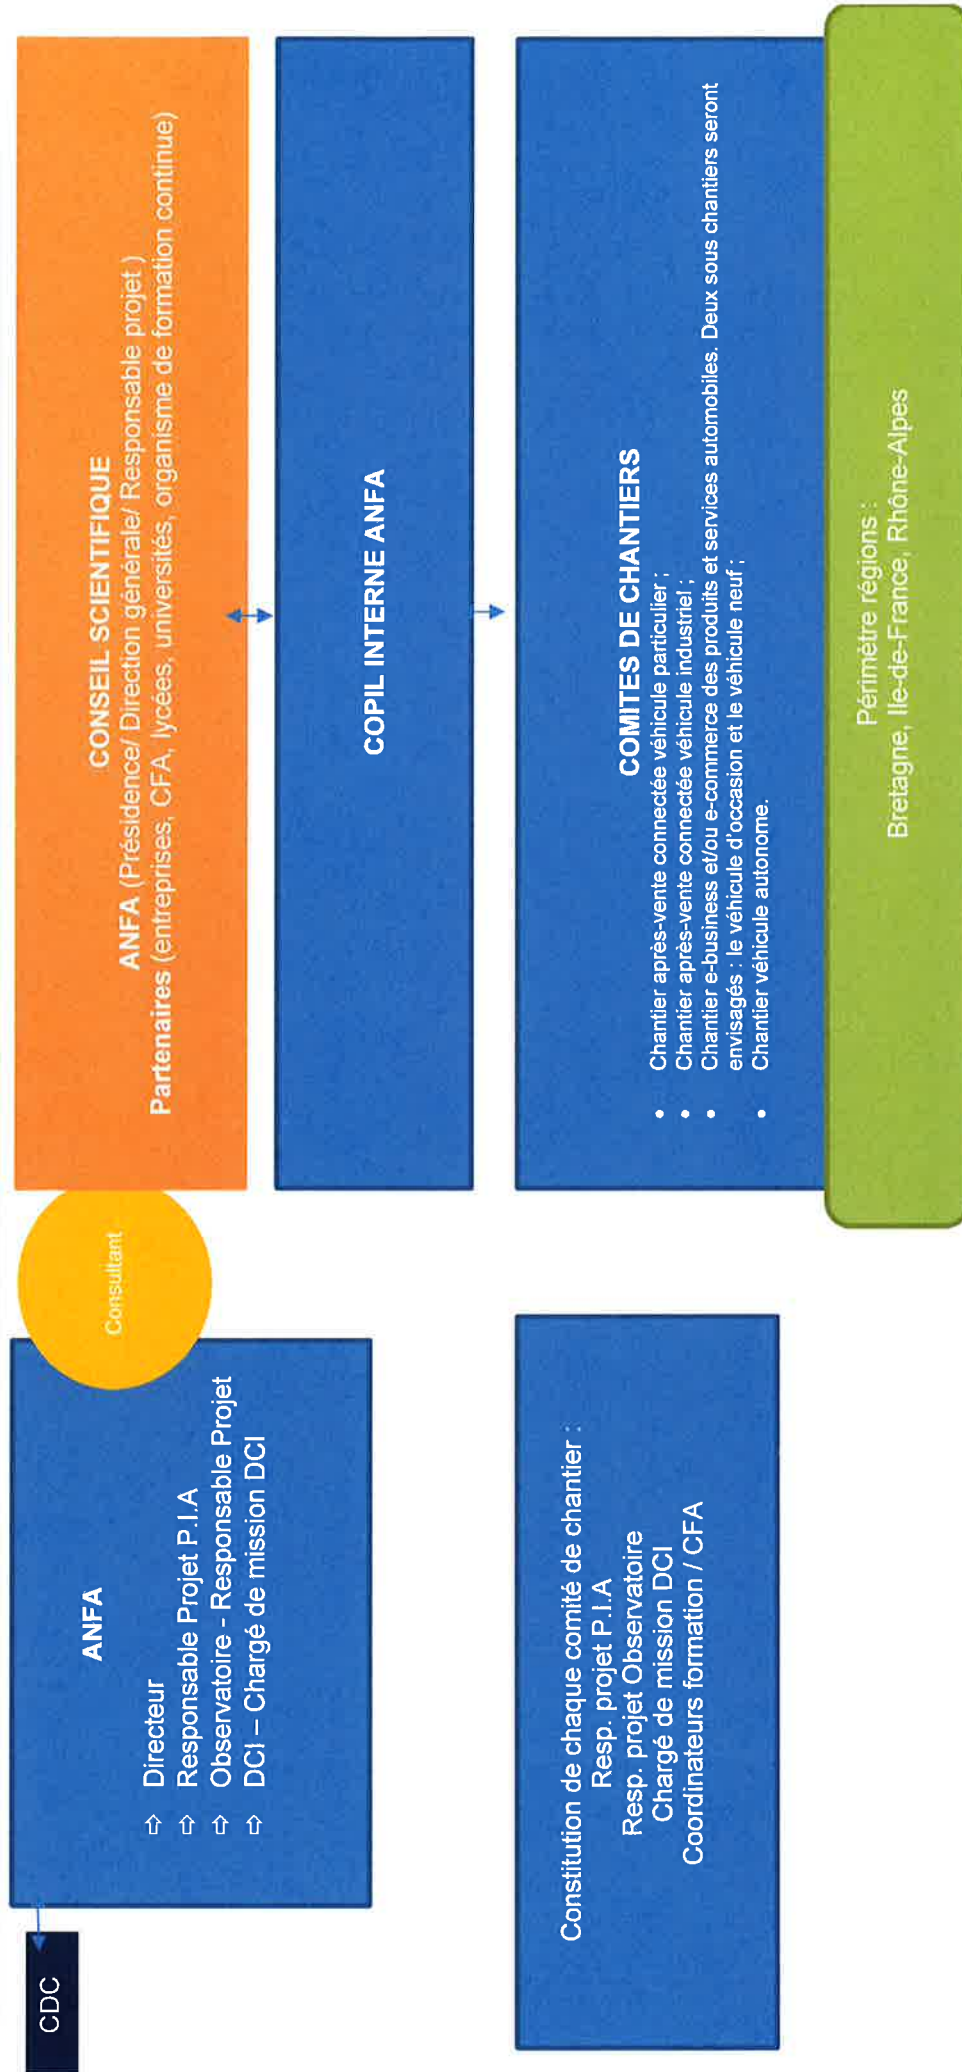 CDC
ANFA
⇨ Directeur
⇨ Responsable Projet P.I.A
⇨ Observatoire - Responsable Projet
⇨ DCI – Chargé de mission DCI
Consultant
CONSEIL SCIENTIFIQUE
ANFA (Présidence/ Direction générale/ Responsable projet )
Partenaires (entreprises, CFA, lycées, universités, organisme de formation continue)
COPIL INTERNE ANFA
Constitution de chaque comité de chantier :
Resp. projet P.I.A
Resp. projet Observatoire
Chargé de mission DCI
Coordinateurs formation / CFA
COMITES DE CHANTIERS
• Chantier après-vente connectée véhicule particulier ;
• Chantier après-vente connectée véhicule industriel ;
• Chantier e-business et/ou e-commerce des produits et services automobiles. Deux sous chantiers seront
envisagés : le véhicule d'occasion et le véhicule neuf ;
• Chantier véhicule autonome.
Périmètre régions :
Bretagne, Ile-de-France, Rhône-Alpes